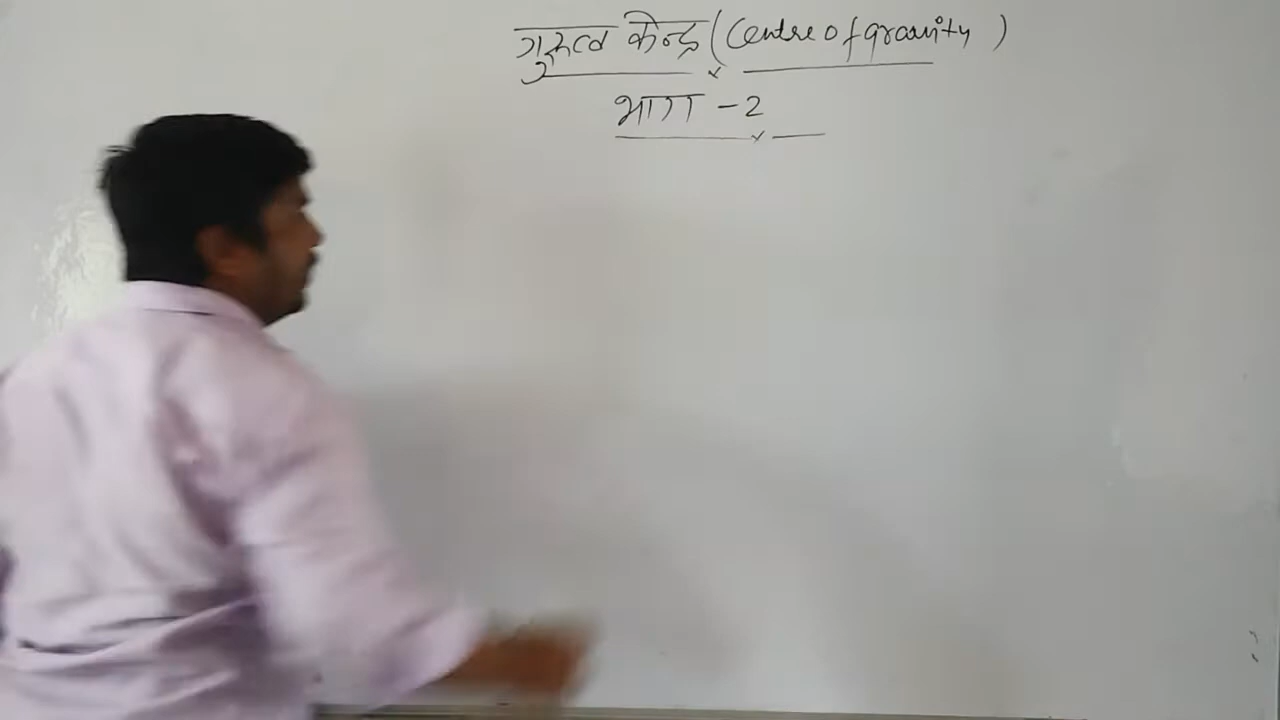 गुरुत्व केन्द्र (Centre of gravity)
भाग - 2